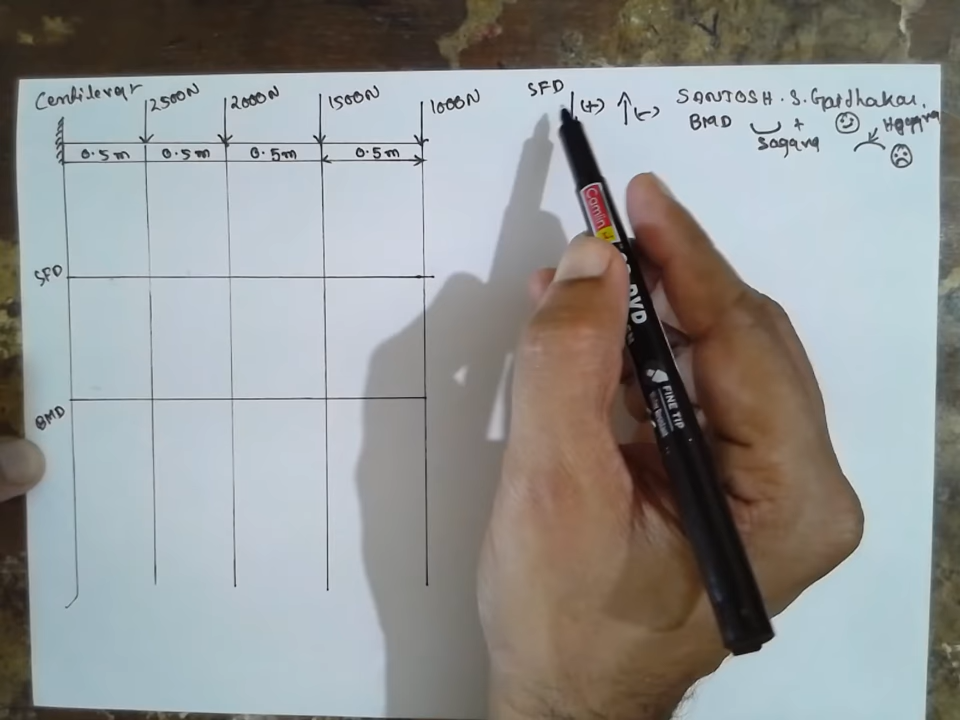 Cantilever
2500N 2000N 1500N 1000N
0.5m 0.5m 0.5m 0.5m
SFD
BMD
SFD (+) (-)
SANTOSH. S.
BMD + Hogging
Sagging
Camlin
FINE TIP